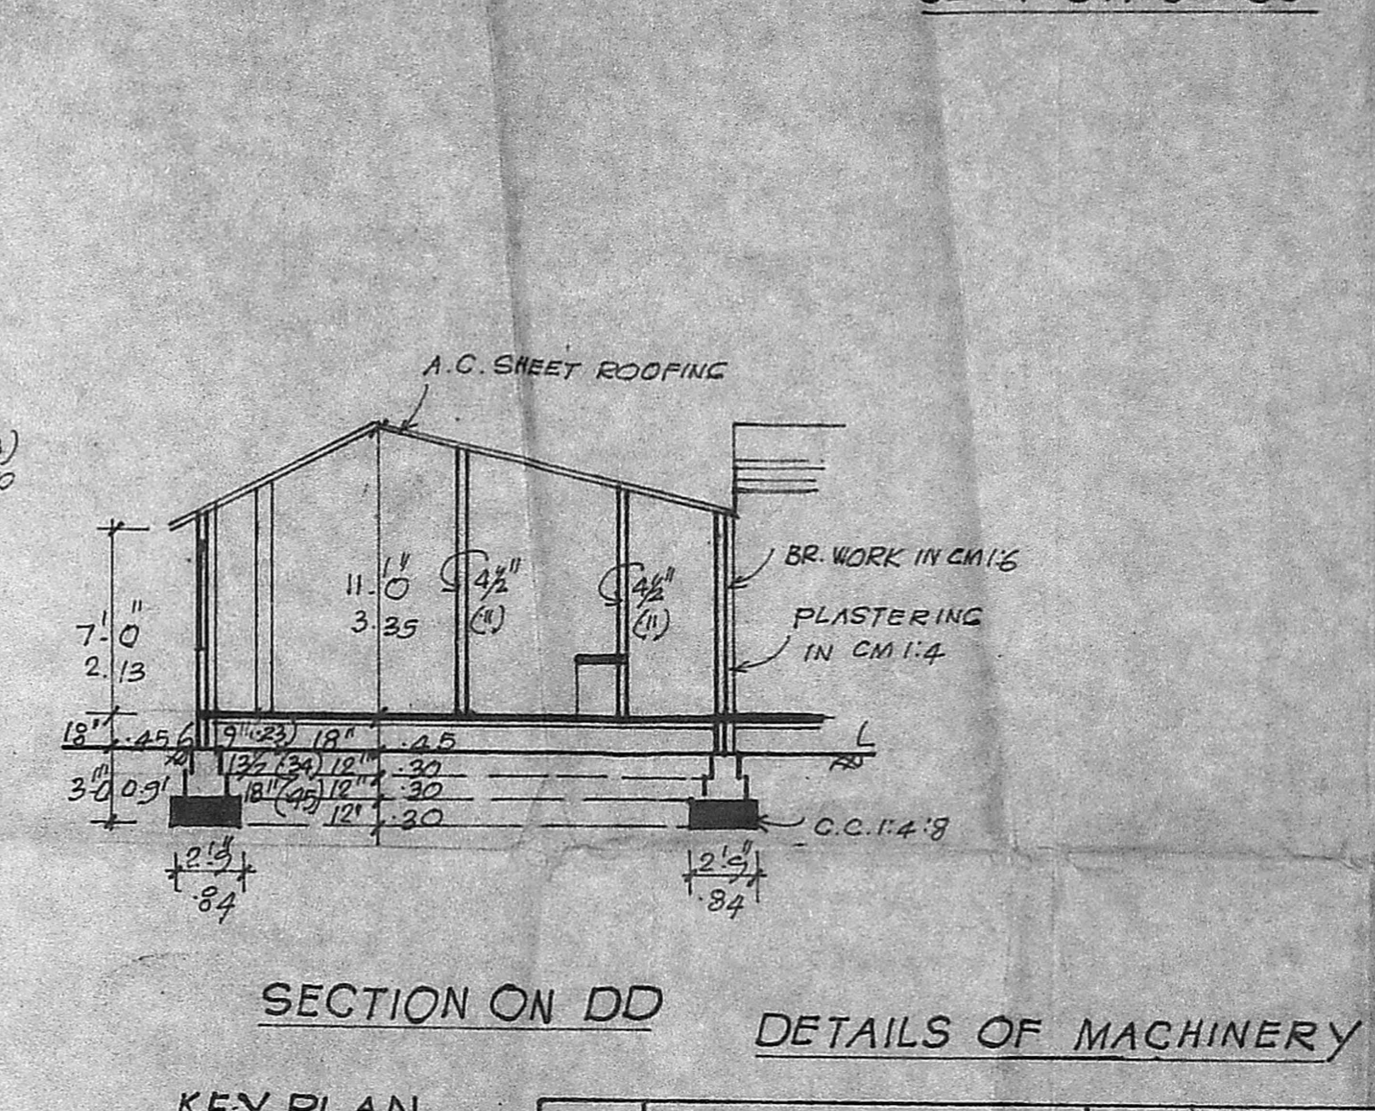 A.C. SHEET ROOFING
BR. WORK IN CM 1:6
PLASTERING
IN CM 1:4
11'-0"
3.35
4½"
(11)
4½"
(11)
7'-0"
2.13
18" .45
9" (.23) 18" .45
13½ (34) 12" .30
3'-0" 0.91
18" (45) 12" .30
12" .30
C.C. 1:4:8
2'-9"
.84
2'-9"
.84
SECTION ON DD
DETAILS OF MACHINERY
KEY PLAN